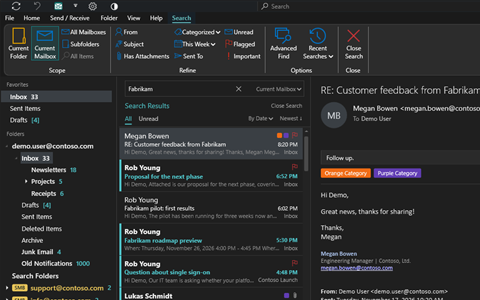 Search
File Home Send / Receive Folder View Help Search
Current Folder
Current Mailbox
All Mailboxes
Subfolders
All Items
Scope
From
Subject
Has Attachments
Categorized
This Week
Sent To
Unread
Flagged
Important
Refine
Advanced Find
Recent Searches
Options
Close Search
Close
Favorites
Inbox 33
Sent Items
Drafts [4]
Folders
demo.user@contoso.com
Inbox 33
Newsletters 18
Projects 5
Receipts 6
Drafts [4]
Sent Items
Deleted Items
Archive
Junk Email 4
Old Notifications 1000
Search Folders
SMB support@contoso.com
SMB info@contoso.com
Fabrikam
Current Mailbox
Search Results Close Search
All Unread By Date Newest
Megan Bowen
RE: Customer feedback from Fabrikam 8:20 PM
Hi Demo, Great news, thanks for sharing! Thanks, Megan Inbox
Rob Young
Proposal for the next phase 6:52 PM
Hi Demo, Attached is our proposal for the next phase, Inbox
Rob Young
Fabrikam pilot: first results 6:02 PM
Hi Demo, The pilot has been running for three weeks now Inbox
Rob Young
Fabrikam roadmap preview 5:30 PM
When: Thursday, November 26, 2026 4:00 PM - 4:45 PM Inbox
Rob Young
Question about single sign-on 4:48 PM
Hi Demo, Our IT team is asking whether your Contoso Launch
Lukas Schmidt
RE: Customer feedback from Fabrikam
MB
Megan Bowen <megan.bowen@contoso
To Demo User
Follow up.
Orange Category Purple Category
Hi Demo,
Great news, thanks for sharing!
Thanks,
Megan
Megan Bowen
Engineering Manager | Contoso, Ltd.
megan.bowen@contoso.com
From: Demo User <demo.user@contoso.com>